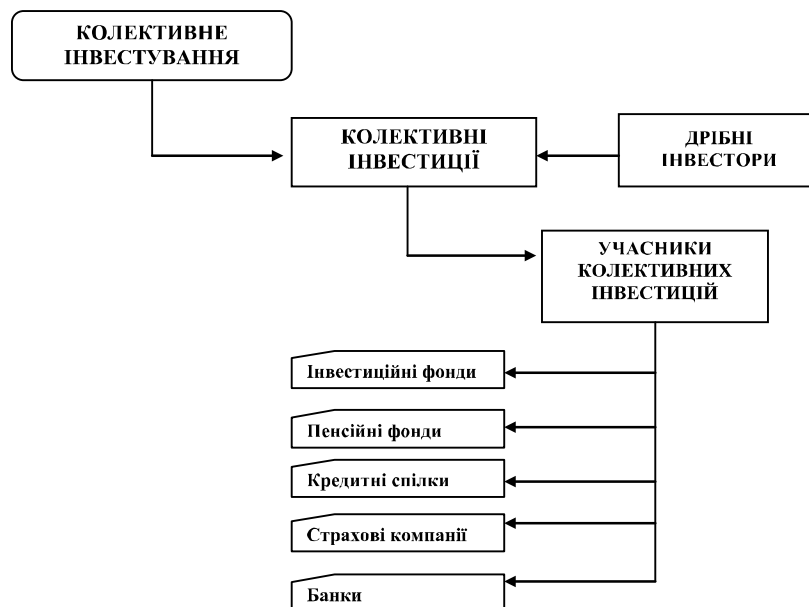 КОЛЕКТИВНЕ
ІНВЕСТУВАННЯ
КОЛЕКТИВНІ
ІНВЕСТИЦІЇ
ДРІБНІ
ІНВЕСТОРИ
УЧАСНИКИ
КОЛЕКТИВНИХ
ІНВЕСТИЦІЙ
Інвестиційні фонди
Пенсійні фонди
Кредитні спілки
Страхові компанії
Банки